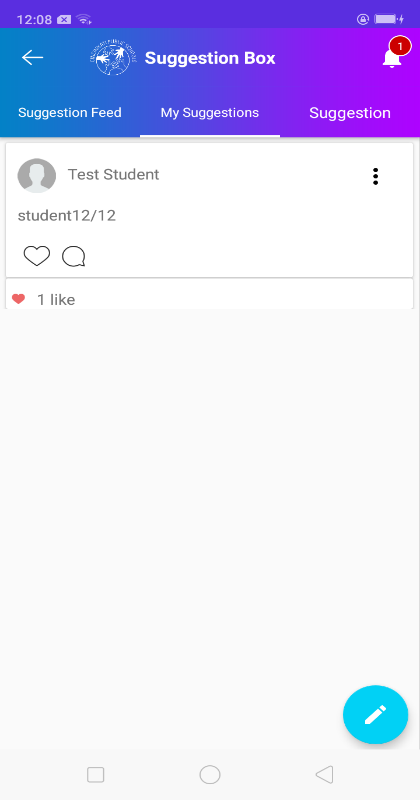 12:08
1
Suggestion Box
Suggestion Feed My Suggestions Suggestion
Test Student
student12/12
1 like